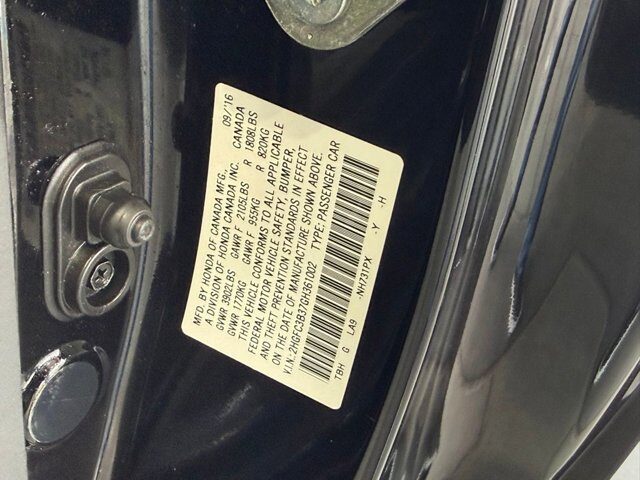 MFD. BY HONDA OF CANADA MFG. 09/'16
A DIVISION OF HONDA CANADA INC. CANADA
GVWR 3902LBS GAWR F 2105LBS R 1808LBS
GVWR 1770KG GAWR F 955KG R 820KG
THIS VEHICLE CONFORMS TO ALL APPLICABLE
FEDERAL MOTOR VEHICLE SAFETY, BUMPER,
AND THEFT PREVENTION STANDARDS IN EFFECT
ON THE DATE OF MANUFACTURE SHOWN ABOVE.
V.I.N.:2HGFC3B37GH361002 TYPE:PASSENGER CAR
-NH731PX -Y -H
TBH G LA9